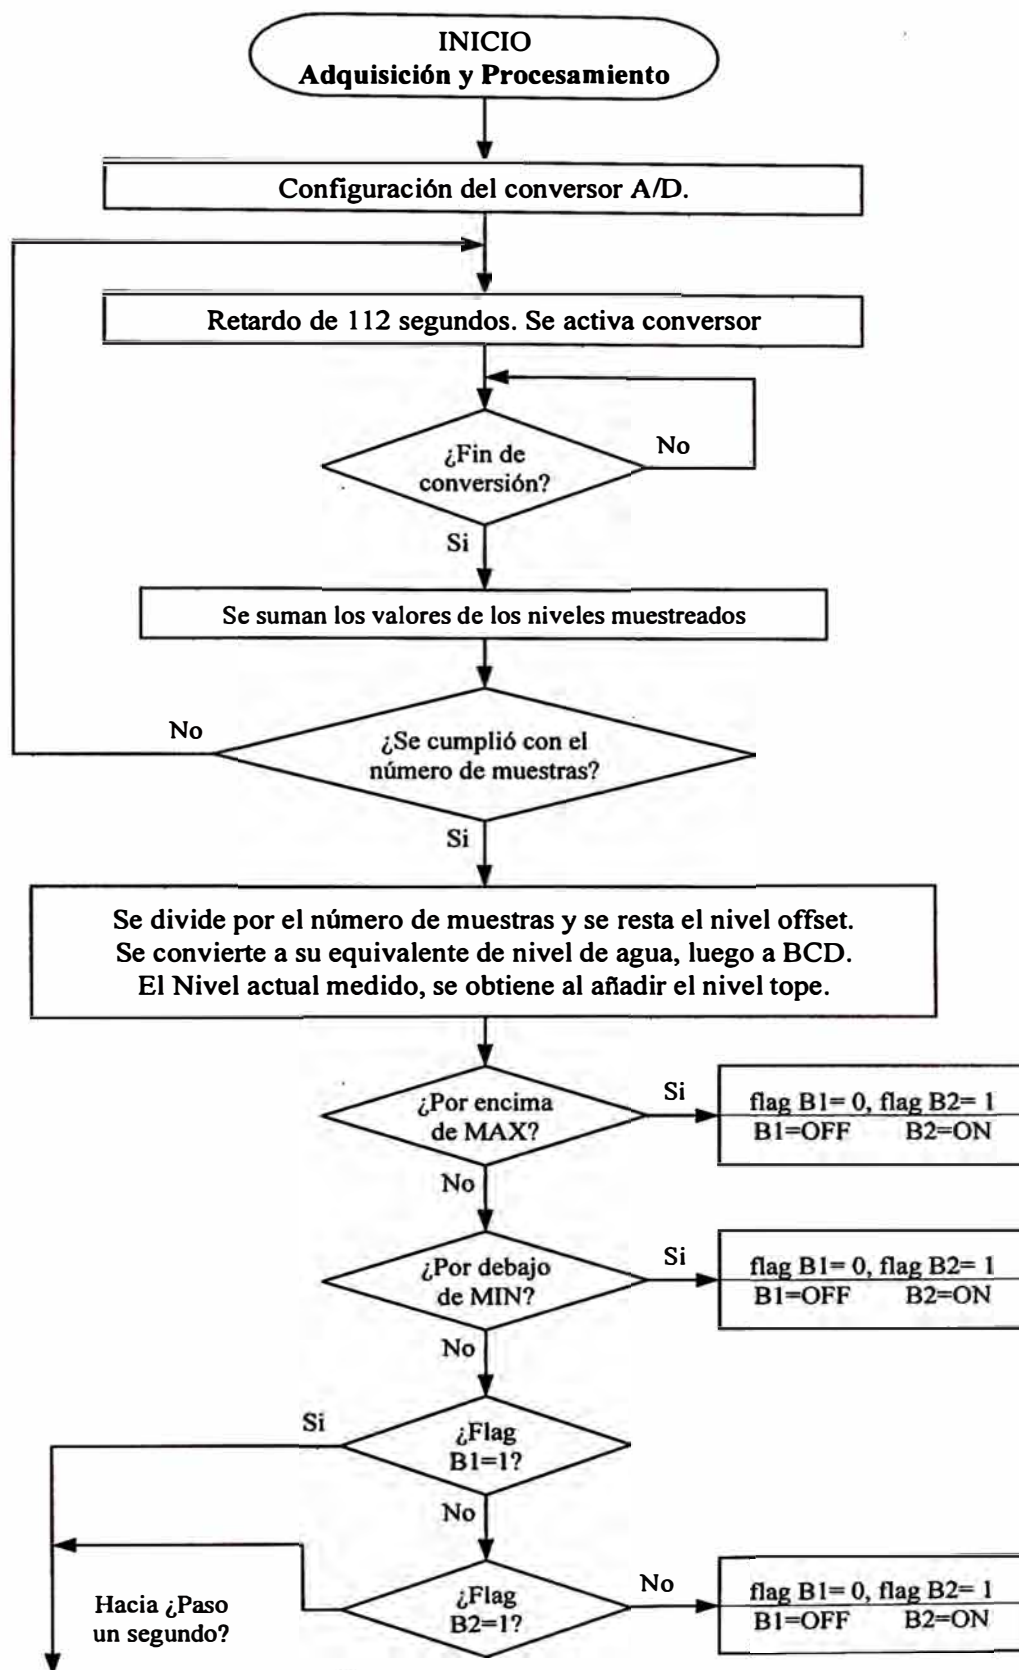 INICIO
Adquisición y Procesamiento
Configuración del conversor A/D.
Retardo de 112 segundos. Se activa conversor
¿Fin de
conversión?
No
Si
Se suman los valores de los niveles muestreados
No
¿Se cumplió con el
número de muestras?
Si
Se divide por el número de muestras y se resta el nivel offset.
Se convierte a su equivalente de nivel de agua, luego a BCD.
El Nivel actual medido, se obtiene al añadir el nivel tope.
¿Por encima
de MAX?
Si
flag B1= 0, flag B2= 1
B1=OFF B2=ON
No
¿Por debajo
de MIN?
Si
flag B1= 0, flag B2= 1
B1=OFF B2=ON
No
Si
¿Flag
B1=1?
No
Hacia ¿Paso
un segundo?
¿Flag
B2=1?
No
flag B1= 0, flag B2= 1
B1=OFF B2=ON